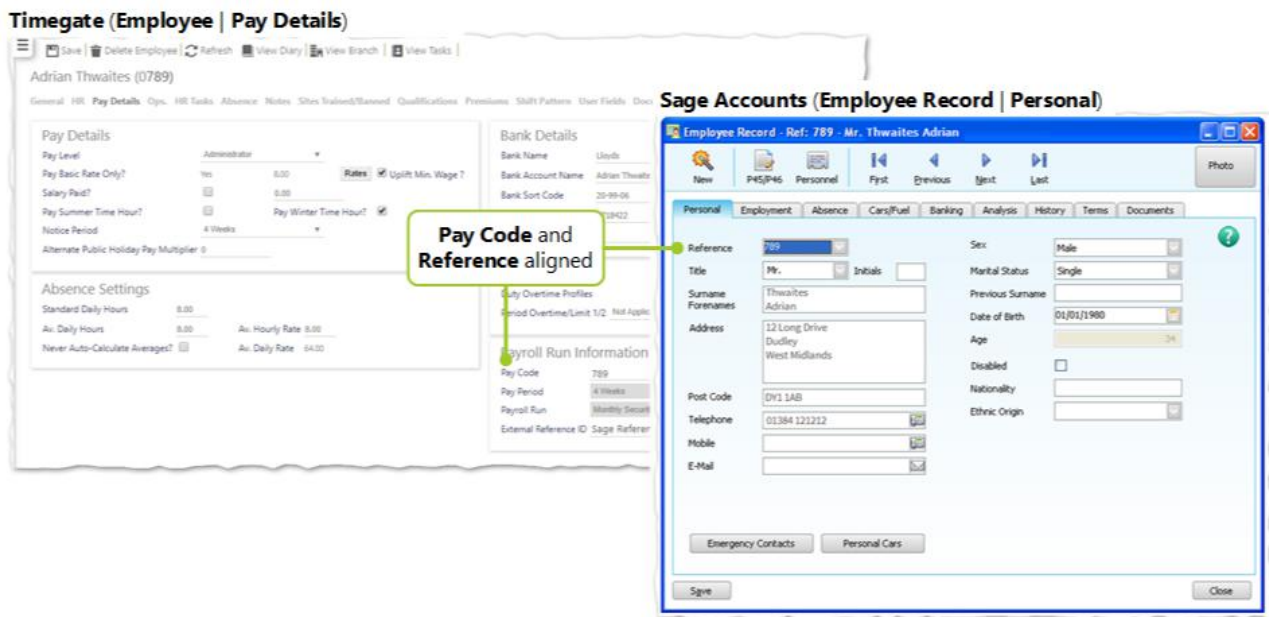 Timegate (Employee | Pay Details)
Save | Delete Employee | Refresh View Diary | View Branch | View Tasks |
Adrian Thwaites (0789)
General HR Pay Details Ops. HR Tasks Absence Notes Sites Trained/Banned Qualifications Premiums Shift Pattern User Fields Docu
Pay Details
Pay Level Administrator
Pay Basic Rate Only? Yes 8.00 Rates Uplift Min. Wage ?
Salary Paid? 0.00
Pay Summer Time Hour? Pay Winter Time Hour?
Notice Period 4 Weeks
Alternate Public Holiday Pay Multiplier 0
Absence Settings
Standard Daily Hours 8.00
Av. Daily Hours 8.00 Av. Hourly Rate 8.00
Never Auto-Calculate Averages? Av. Daily Rate 64.00
Bank Details
Bank Name Lloyds
Bank Account Name Adrian Thwaite
Bank Sort Code 20-99-06
Duty Overtime Profiles
Period Overtime/Limit 1/2 Not Applic
Payroll Run Information
Pay Code 789
Pay Period 4 Weeks
Payroll Run Monthly Securit
External Reference ID Sage Referen
Pay Code and
Reference aligned
Sage Accounts (Employee Record | Personal)
Employee Record - Ref: 789 - Mr. Thwaites Adrian
New P45/P46 Personnel First Previous Next Last Photo
Personal Employment Absence Cars/Fuel Banking Analysis History Terms Documents
Reference 789 Sex Male
Title Mr. Initials Marital Status Single
Surname Thwaites Previous Surname
Forenames Adrian
Date of Birth 01/01/1980
Address 12 Long Drive
Dudley
West Midlands
Age 34
Disabled
Nationality
Post Code DY1 1AB
Ethnic Origin
Telephone 01384 121212
Mobile
E-Mail
Emergency Contacts Personal Cars
Save Close